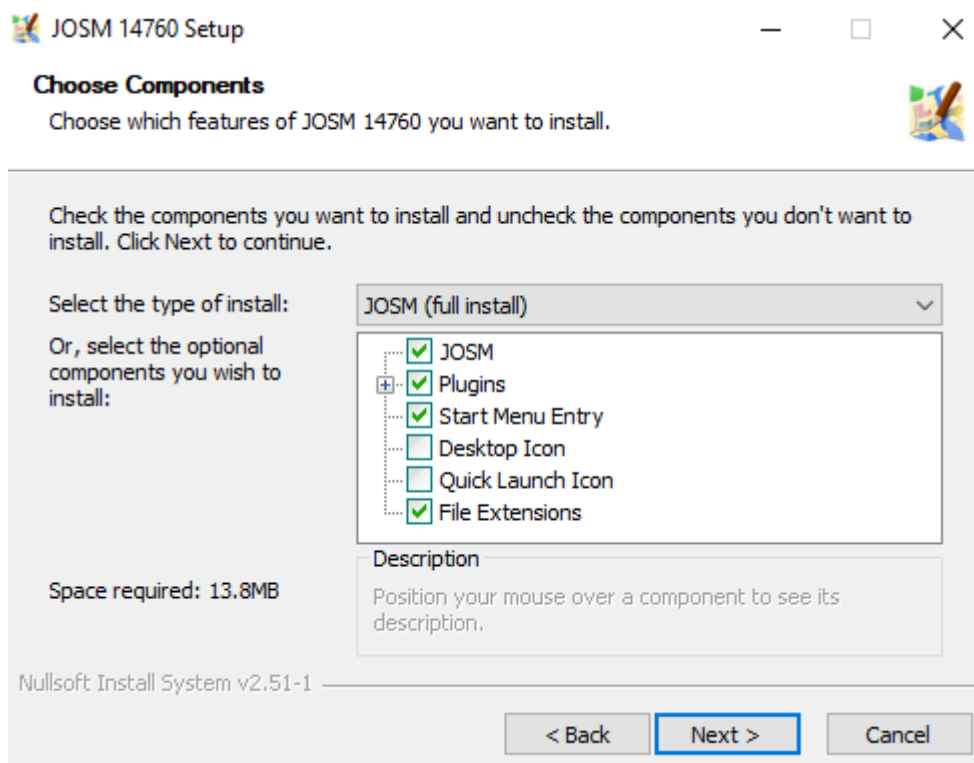 JOSM 14760 Setup
Choose Components
Choose which features of JOSM 14760 you want to install.
Check the components you want to install and uncheck the components you don't want to
install. Click Next to continue.
Select the type of install:
JOSM (full install)
Or, select the optional
components you wish to
install:
JOSM
Plugins
Start Menu Entry
Desktop Icon
Quick Launch Icon
File Extensions
Space required: 13.8MB
Description
Position your mouse over a component to see its
description.
Nullsoft Install System v2.51-1
< Back
Next >
Cancel